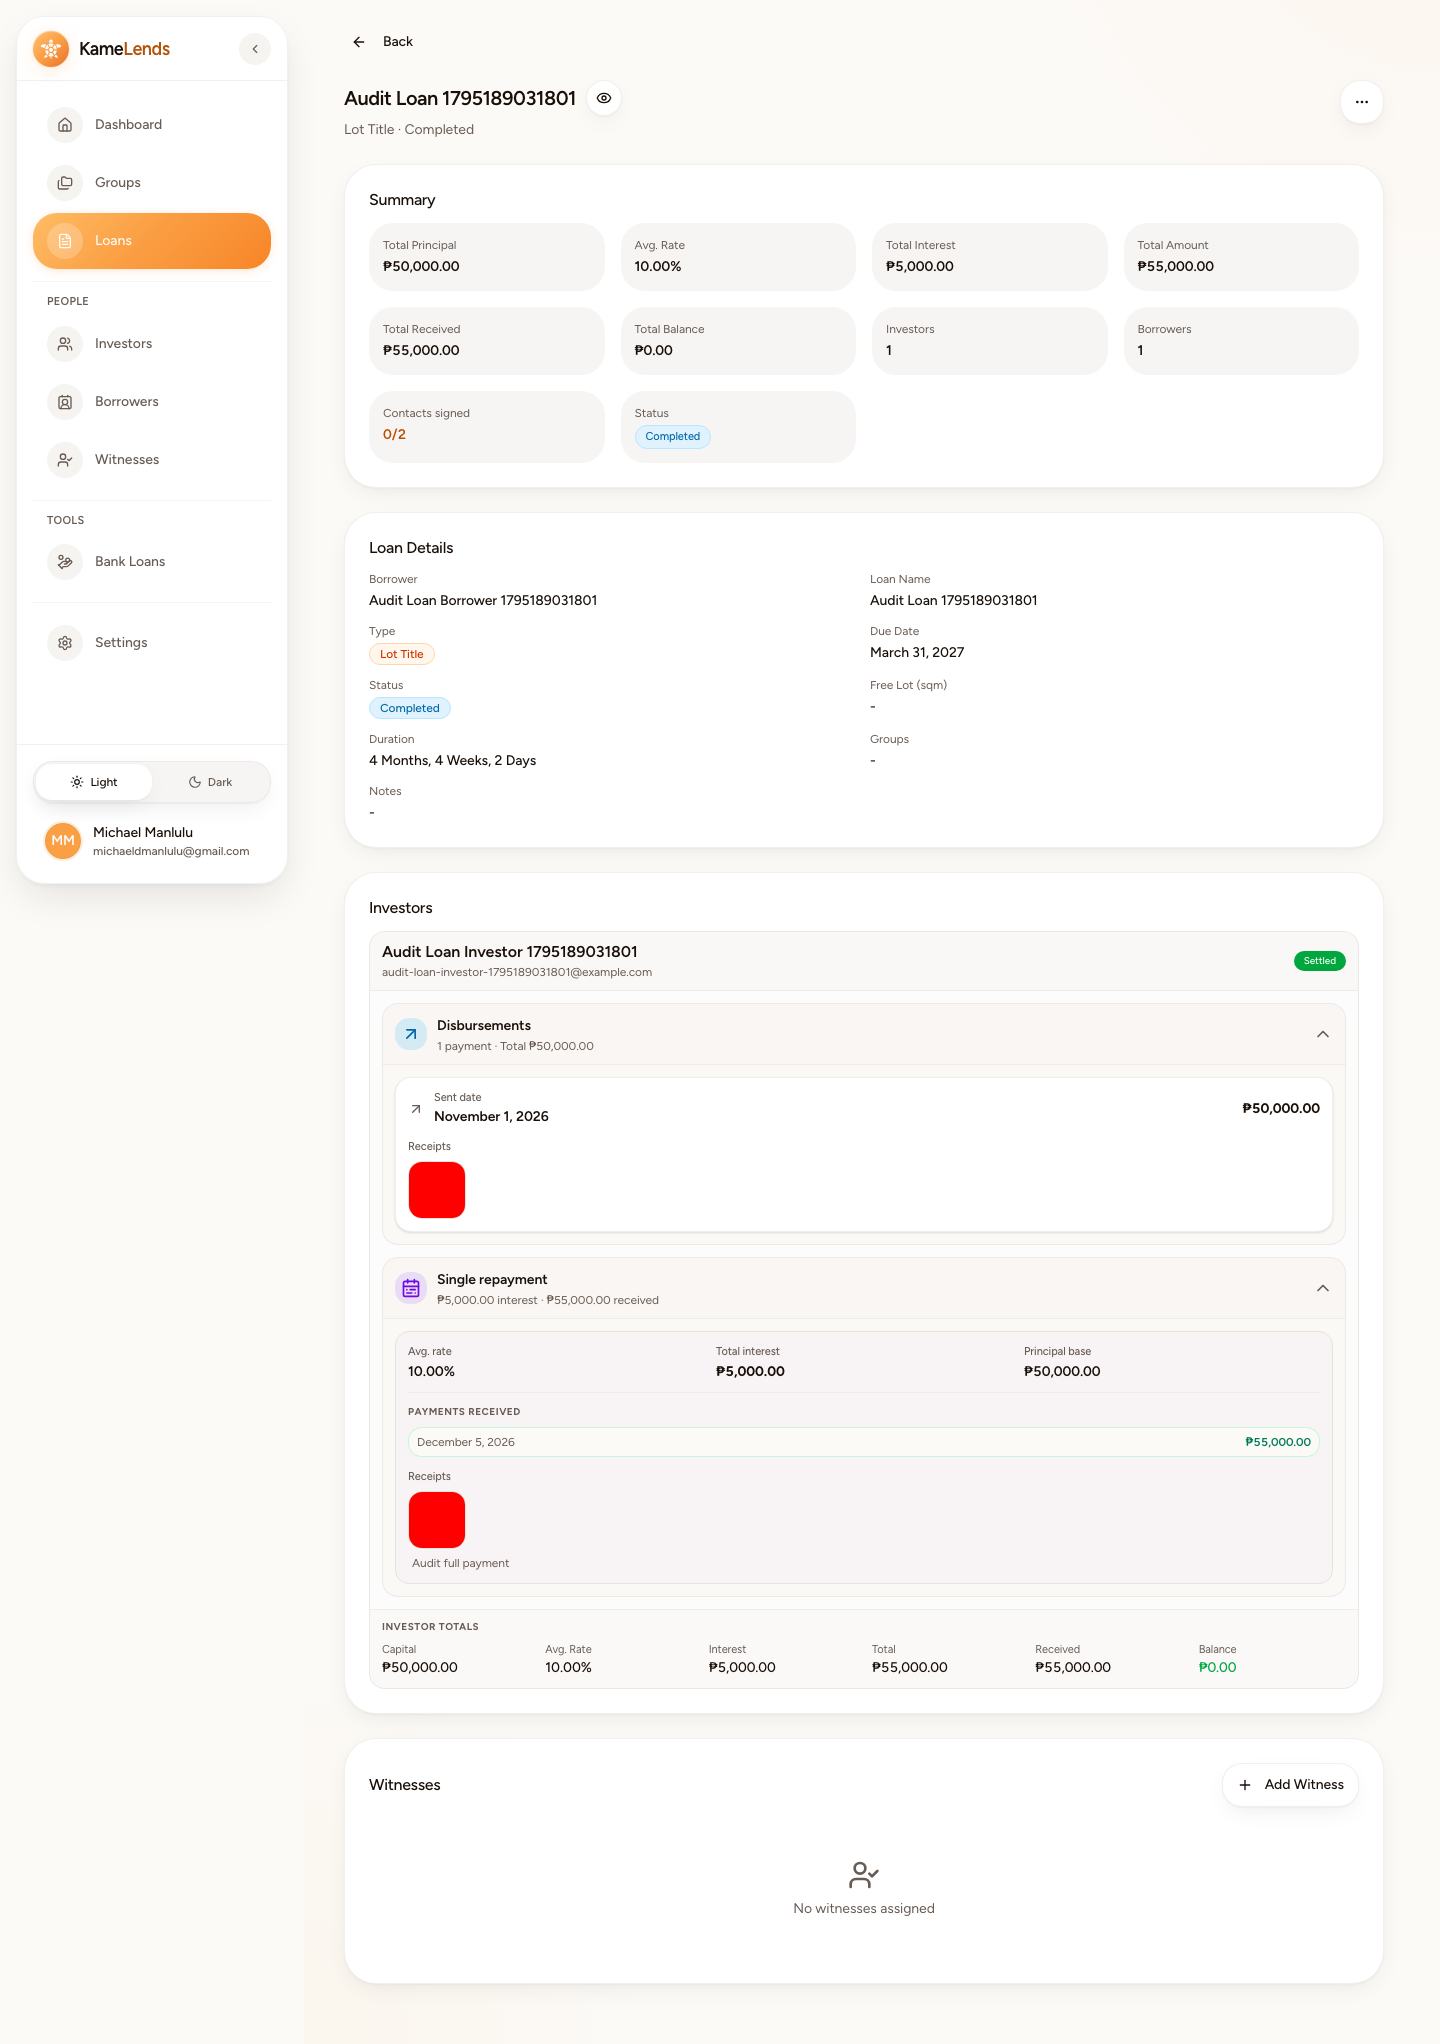 KameLends
Dashboard
Groups
Loans
PEOPLE
Investors
Borrowers
Witnesses
TOOLS
Bank Loans
Settings
Light
Dark
MM
Michael Manlulu
michaeldmanlulu@gmail.com
Back
Audit Loan 1795189031801
Lot Title · Completed
Summary
Total Principal
₱50,000.00
Avg. Rate
10.00%
Total Interest
₱5,000.00
Total Amount
₱55,000.00
Total Received
₱55,000.00
Total Balance
₱0.00
Investors
1
Borrowers
1
Contacts signed
0/2
Status
Completed
Loan Details
Borrower
Audit Loan Borrower 1795189031801
Loan Name
Audit Loan 1795189031801
Type
Lot Title
Due Date
March 31, 2027
Status
Completed
Free Lot (sqm)
-
Duration
4 Months, 4 Weeks, 2 Days
Groups
-
Notes
-
Investors
Audit Loan Investor 1795189031801
audit-loan-investor-1795189031801@example.com
Settled
Disbursements
1 payment · Total ₱50,000.00
Sent date
November 1, 2026
₱50,000.00
Receipts
Single repayment
₱5,000.00 interest · ₱55,000.00 received
Avg. rate
10.00%
Total interest
₱5,000.00
Principal base
₱50,000.00
PAYMENTS RECEIVED
December 5, 2026
₱55,000.00
Receipts
Audit full payment
INVESTOR TOTALS
Capital
₱50,000.00
Avg. Rate
10.00%
Interest
₱5,000.00
Total
₱55,000.00
Received
₱55,000.00
Balance
₱0.00
Witnesses
Add Witness
No witnesses assigned